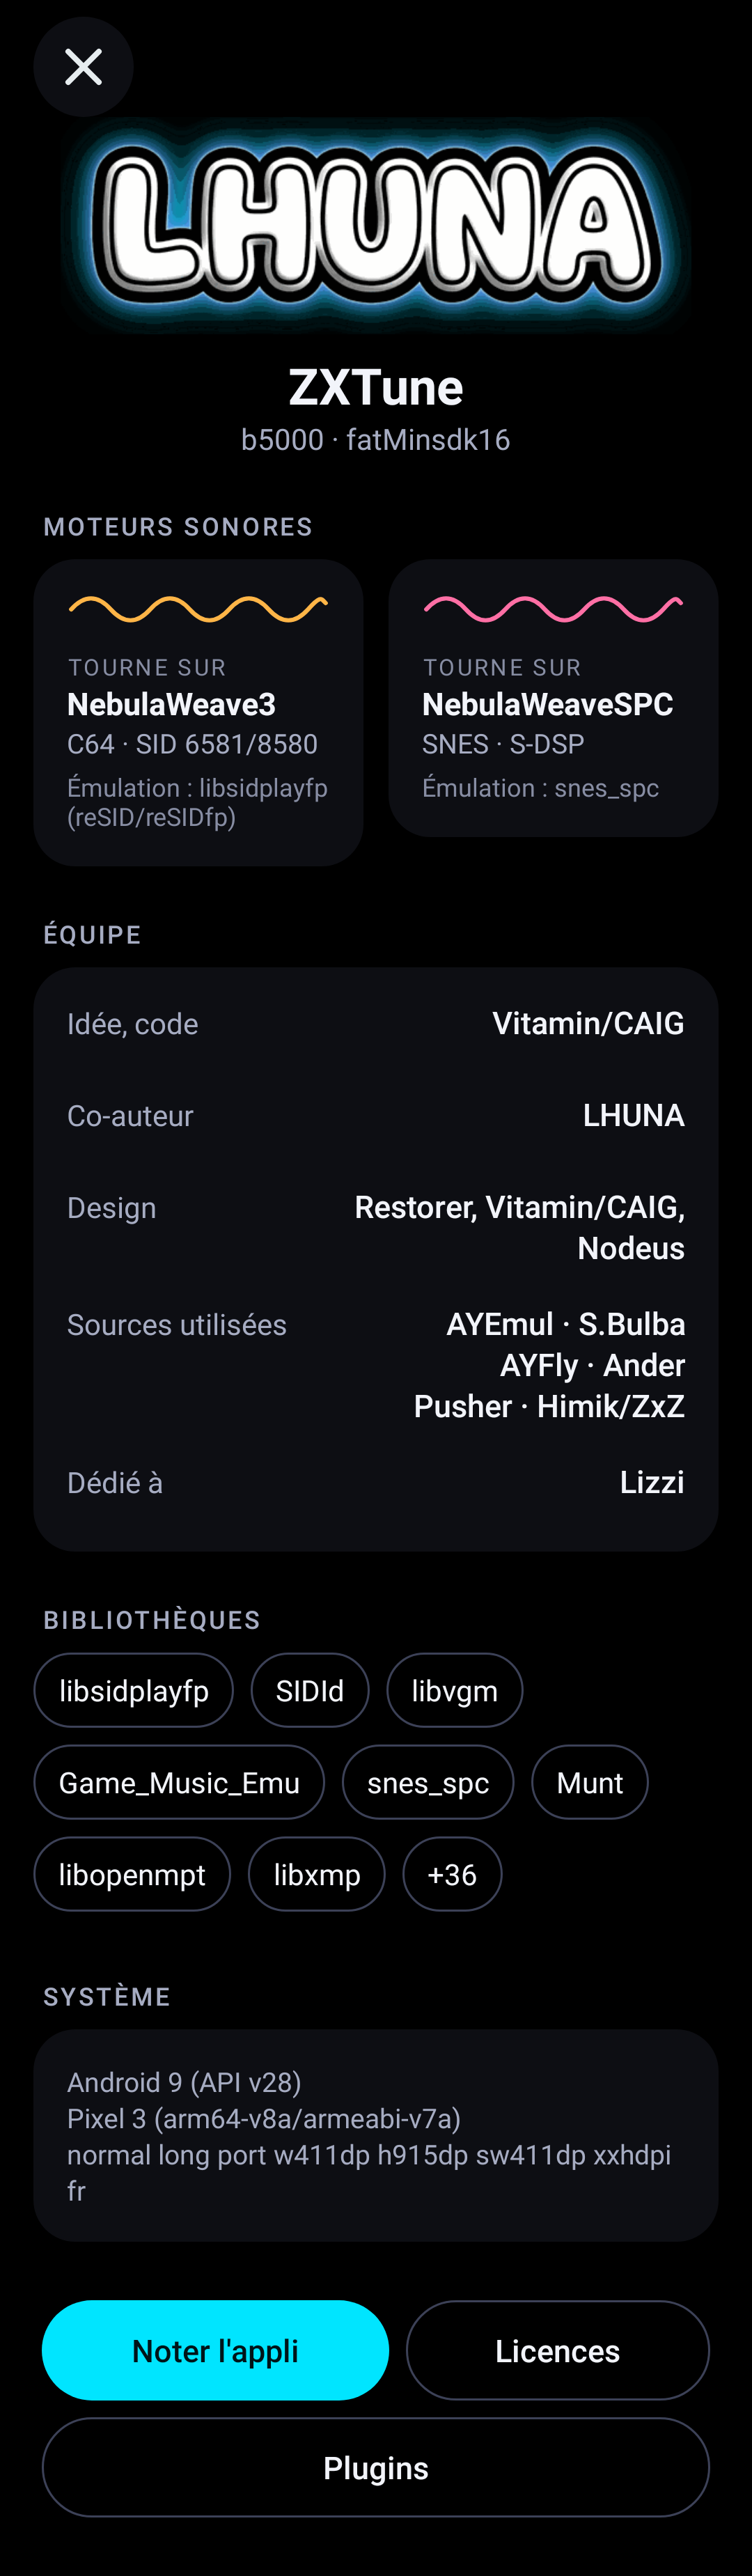 LHUNA
ZXTune
b5000 · fatMinsdk16
MOTEURS SONORES
TOURNE SUR
NebulaWeave3
C64 · SID 6581/8580
Émulation : libsidplayfp
(reSID/reSIDfp)
TOURNE SUR
NebulaWeaveSPC
SNES · S-DSP
Émulation : snes_spc
ÉQUIPE
Idée, code
Vitamin/CAIG
Co-auteur
LHUNA
Design
Restorer, Vitamin/CAIG,
Nodeus
Sources utilisées
AYEmul · S.Bulba
AYFly · Ander
Pusher · Himik/ZxZ
Dédié à
Lizzi
BIBLIOTHÈQUES
libsidplayfp
SIDId
libvgm
Game_Music_Emu
snes_spc
Munt
libopenmpt
libxmp
+36
SYSTÈME
Android 9 (API v28)
Pixel 3 (arm64-v8a/armeabi-v7a)
normal long port w411dp h915dp sw411dp xxhdpi
fr
Noter l'appli
Licences
Plugins